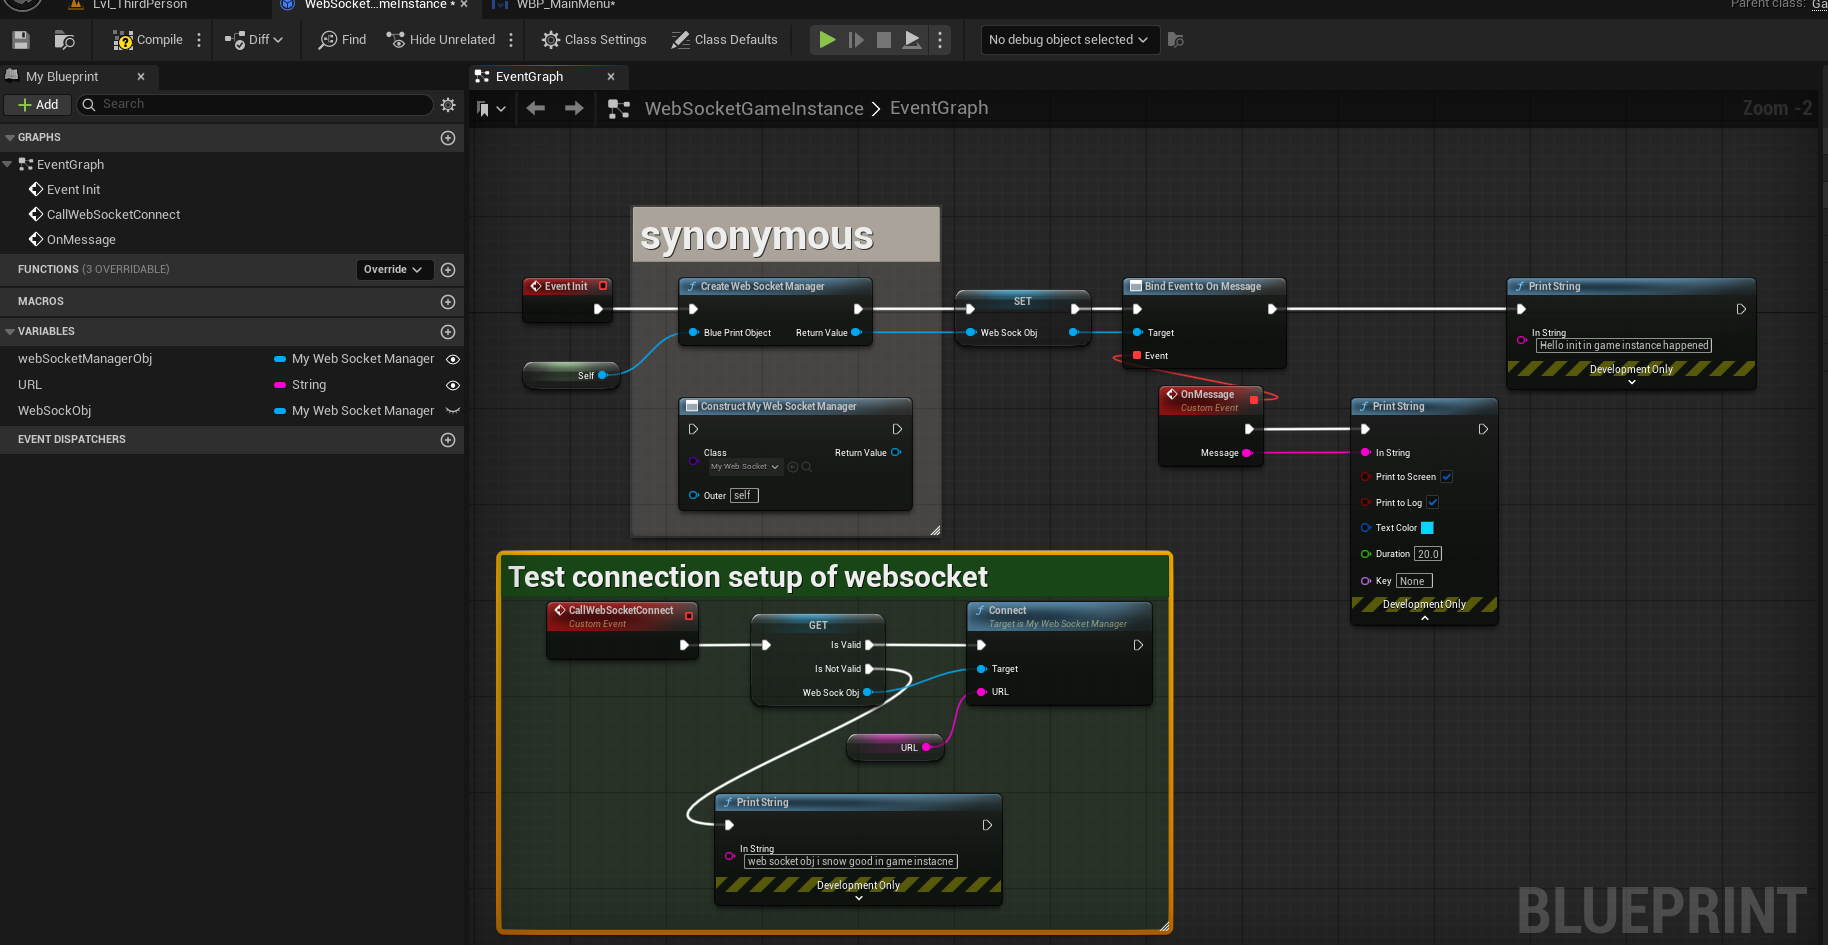 Lvl_ThirdPerson
WebSocket...meInstance *
WBP_MainMenu*
Parent class:
Compile
Diff
Find
Hide Unrelated
Class Settings
Class Defaults
No debug object selected
My Blueprint
EventGraph
Add
Search
WebSocketGameInstance > EventGraph
Zoom -2
GRAPHS
EventGraph
Event Init
CallWebSocketConnect
OnMessage
FUNCTIONS (3 OVERRIDABLE)
Override
MACROS
VARIABLES
webSocketManagerObj
My Web Socket Manager
URL
String
WebSockObj
My Web Socket Manager
EVENT DISPATCHERS
synonymous
Event Init
Create Web Socket Manager
Blue Print Object
Return Value
Self
SET
Web Sock Obj
Bind Event to On Message
Target
Event
Print String
In String
Hello init in game instance happened
Development Only
Construct My Web Socket Manager
Class
My Web Socket
Return Value
Outer
self
OnMessage
Custom Event
Message
Print String
In String
Print to Screen
Print to Log
Text Color
Duration
20.0
Key
None
Development Only
Test connection setup of websocket
CallWebSocketConnect
Custom Event
GET
Is Valid
Is Not Valid
Web Sock Obj
Connect
Target is My Web Socket Manager
Target
URL
URL
Print String
In String
web socket obj i snow good in game instacne
Development Only
BLUEPRINT